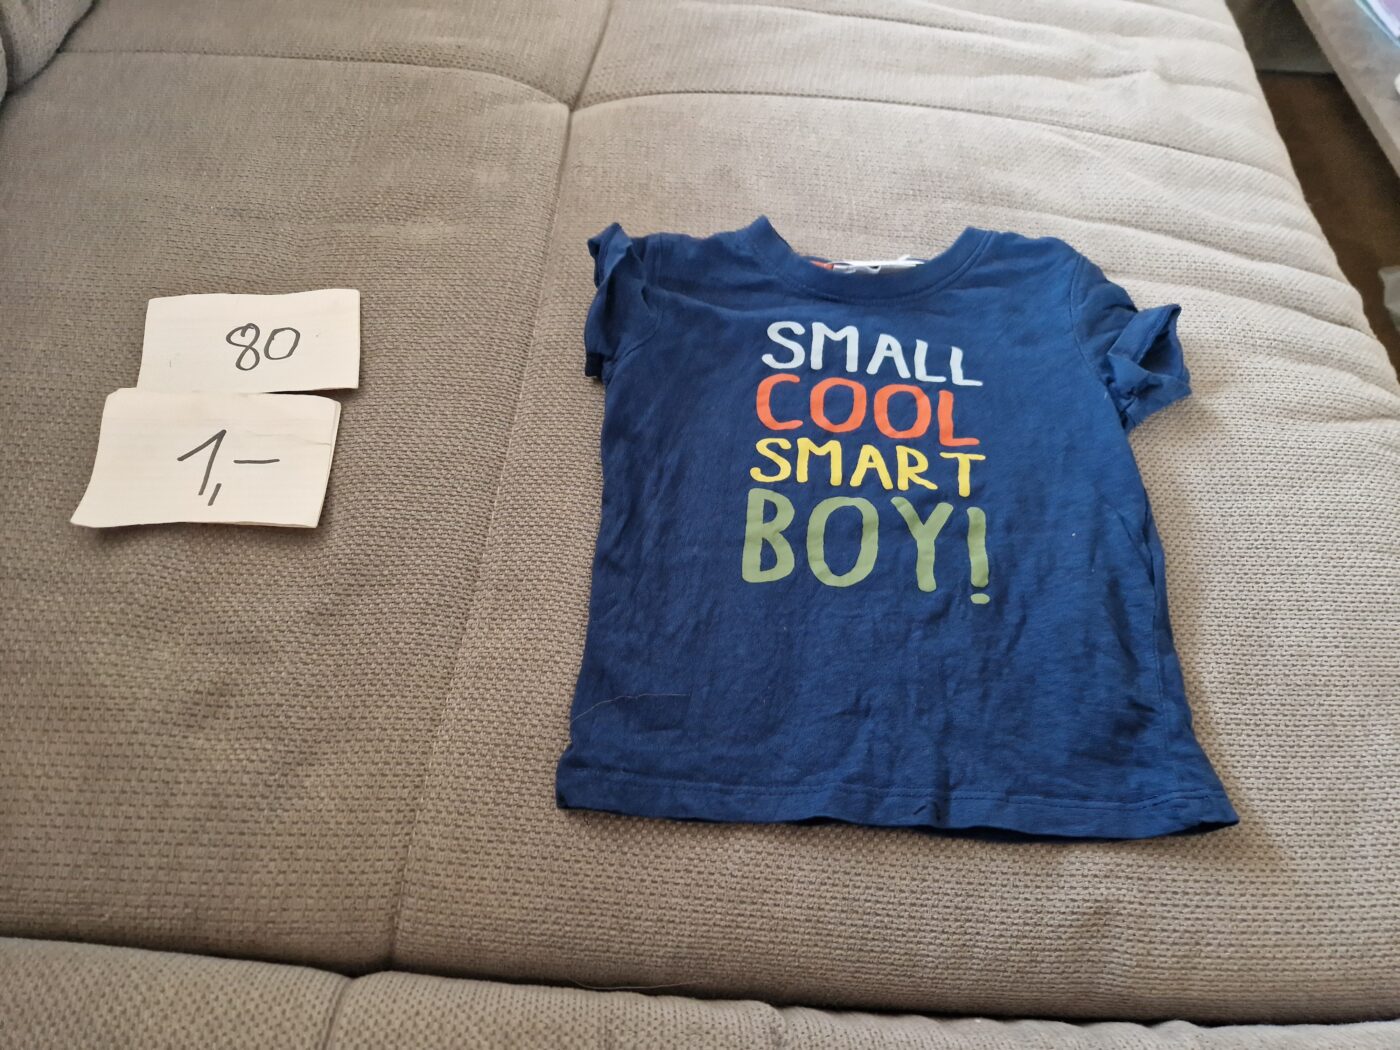 80
1,-
SMALL
COOL
SMART
BOY!